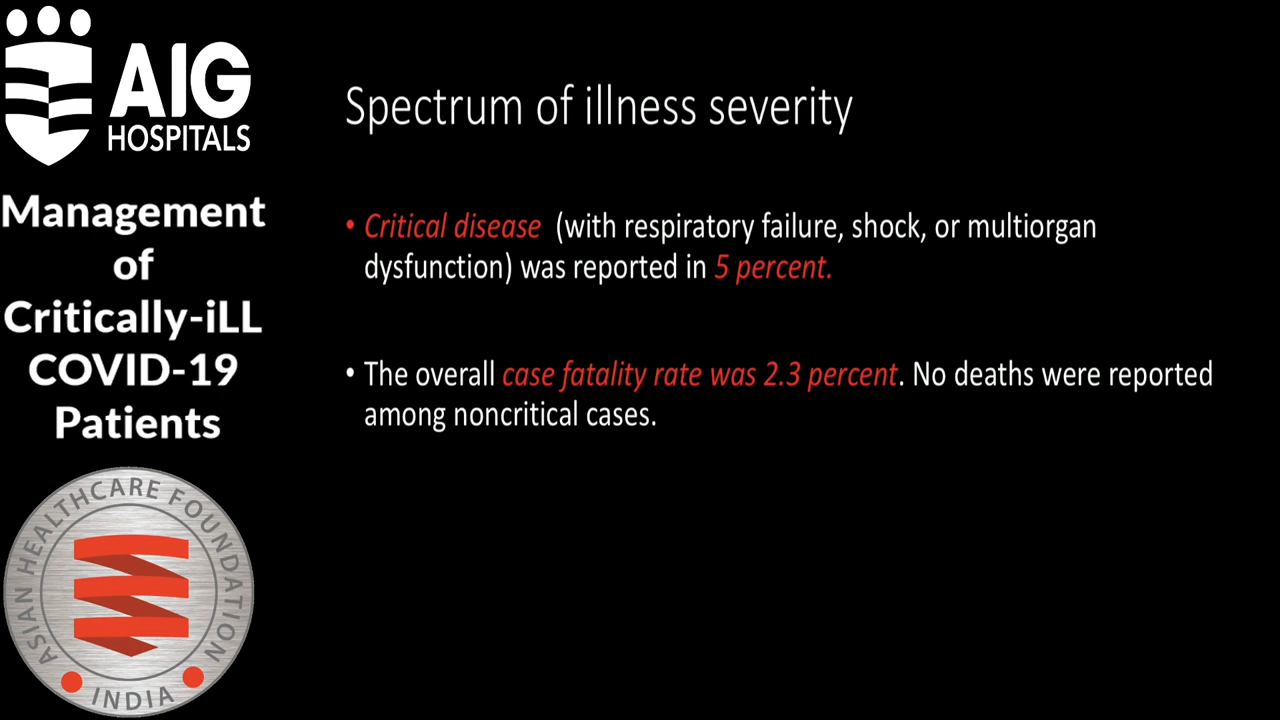 AIG
HOSPITALS
Management
of
Critically-iLL
COVID-19
Patients
ASIAN HEALTHCARE FOUNDATION
INDIA
Spectrum of illness severity
• Critical disease (with respiratory failure, shock, or multiorgan
dysfunction) was reported in 5 percent.
• The overall case fatality rate was 2.3 percent. No deaths were reported
among noncritical cases.